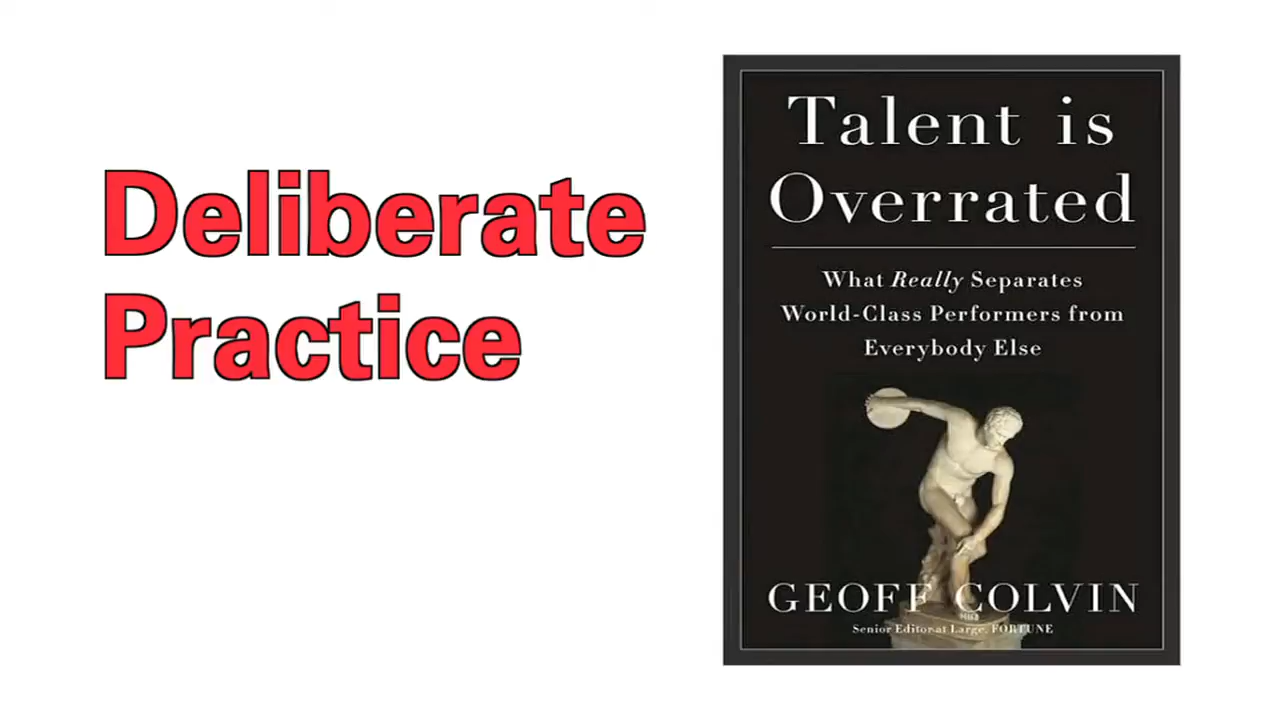 Deliberate
Practice
Talent is
Overrated
What Really Separates
World-Class Performers from
Everybody Else
GEOFF COLVIN
Senior Editor at Large, FORTUNE